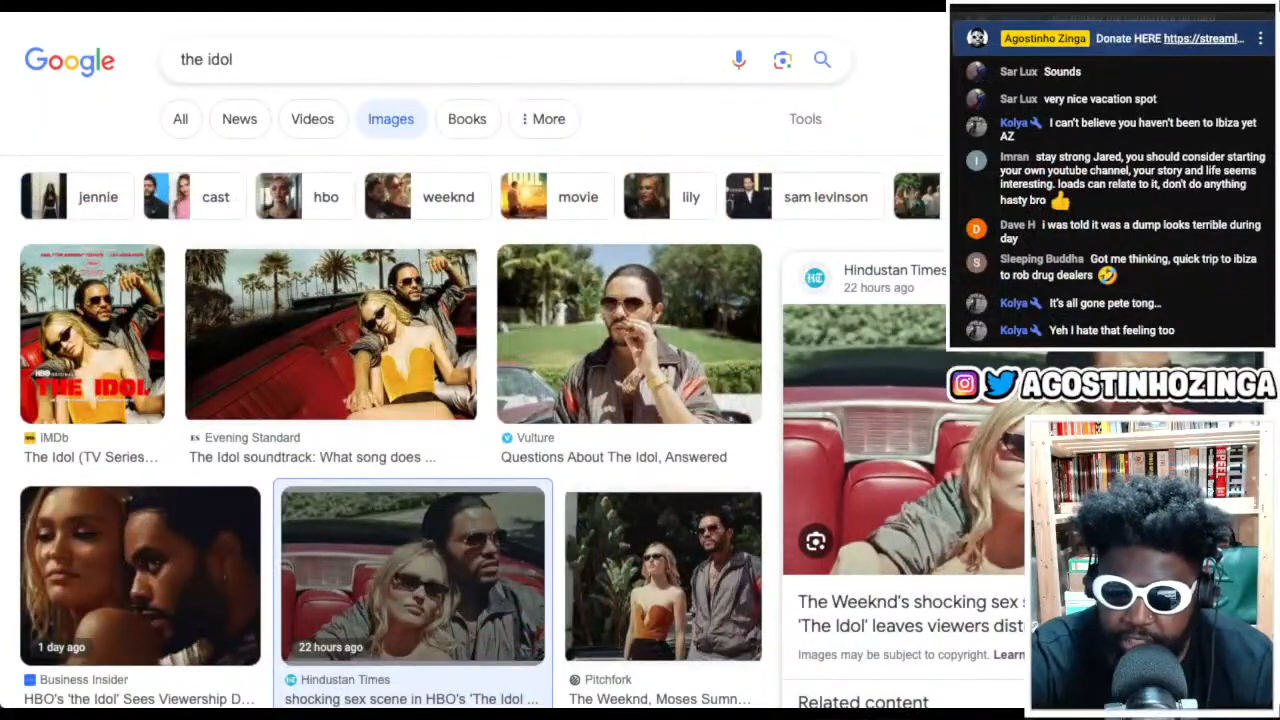 Google
the idol
All
News
Videos
Images
Books
More
Tools
jennie
cast
hbo
weeknd
movie
lily
sam levinson
THE IDOL
IMDb
The Idol (TV Series...
Evening Standard
The Idol soundtrack: What song does ...
Vulture
Questions About The Idol, Answered
1 day ago
Business Insider
HBO's 'the Idol' Sees Viewership D...
22 hours ago
Hindustan Times
shocking sex scene in HBO's 'The Idol ...
Pitchfork
The Weeknd, Moses Sumn...
Hindustan Times
22 hours ago
The Weeknd's shocking sex
'The Idol' leaves viewers dist
Images may be subject to copyright. Learn
Related content
Agostinho Zinga Donate HERE https://streaml...
Sar Lux Sounds
Sar Lux very nice vacation spot
Kolya I can't believe you haven't been to Ibiza yet
AZ
Imran stay strong Jared, you should consider starting
your own youtube channel, your story and life seems
interesting. loads can relate to it, don't do anything
hasty bro
Dave H i was told it was a dump looks terrible during
day
Sleeping Buddha Got me thinking, quick trip to ibiza
to rob drug dealers
Kolya It's all gone pete tong...
Kolya Yeh I hate that feeling too
AGOSTINHOZINGA